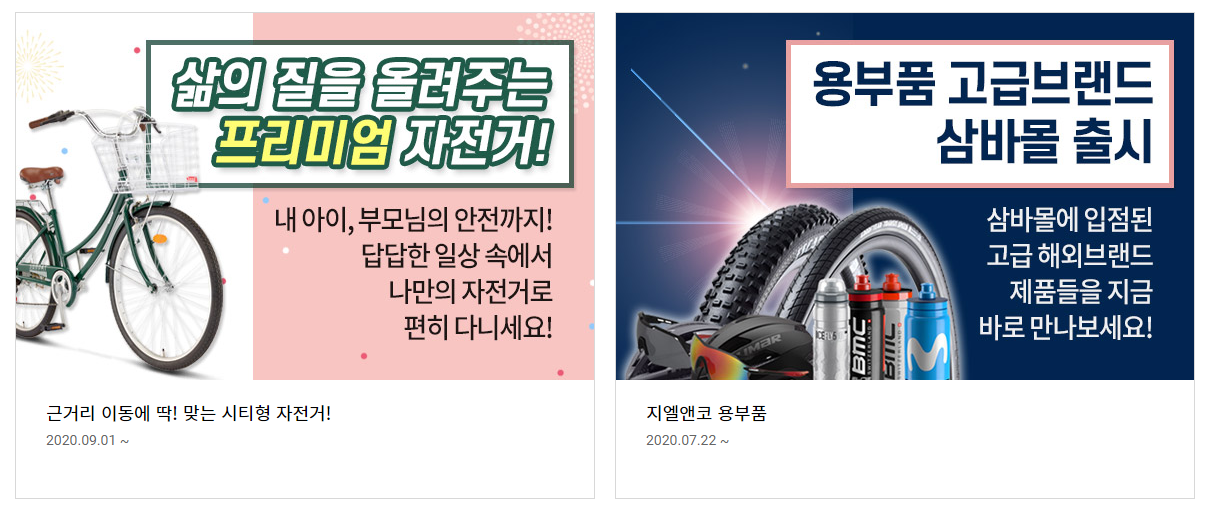 삶의 질을 올려주는
프리미엄 자전거!
내 아이, 부모님의 안전까지!
답답한 일상 속에서
나만의 자전거로
편히 다니세요!
근거리 이동에 딱! 맞는 시티형 자전거!
2020.09.01 ~
용부품 고급브랜드
삼바몰 출시
삼바몰에 입점된
고급 해외브랜드
제품들을 지금
바로 만나보세요!
BMC
SWITZERLAND
BMC
SWITZERLAND
지엘앤코 용부품
2020.07.22 ~